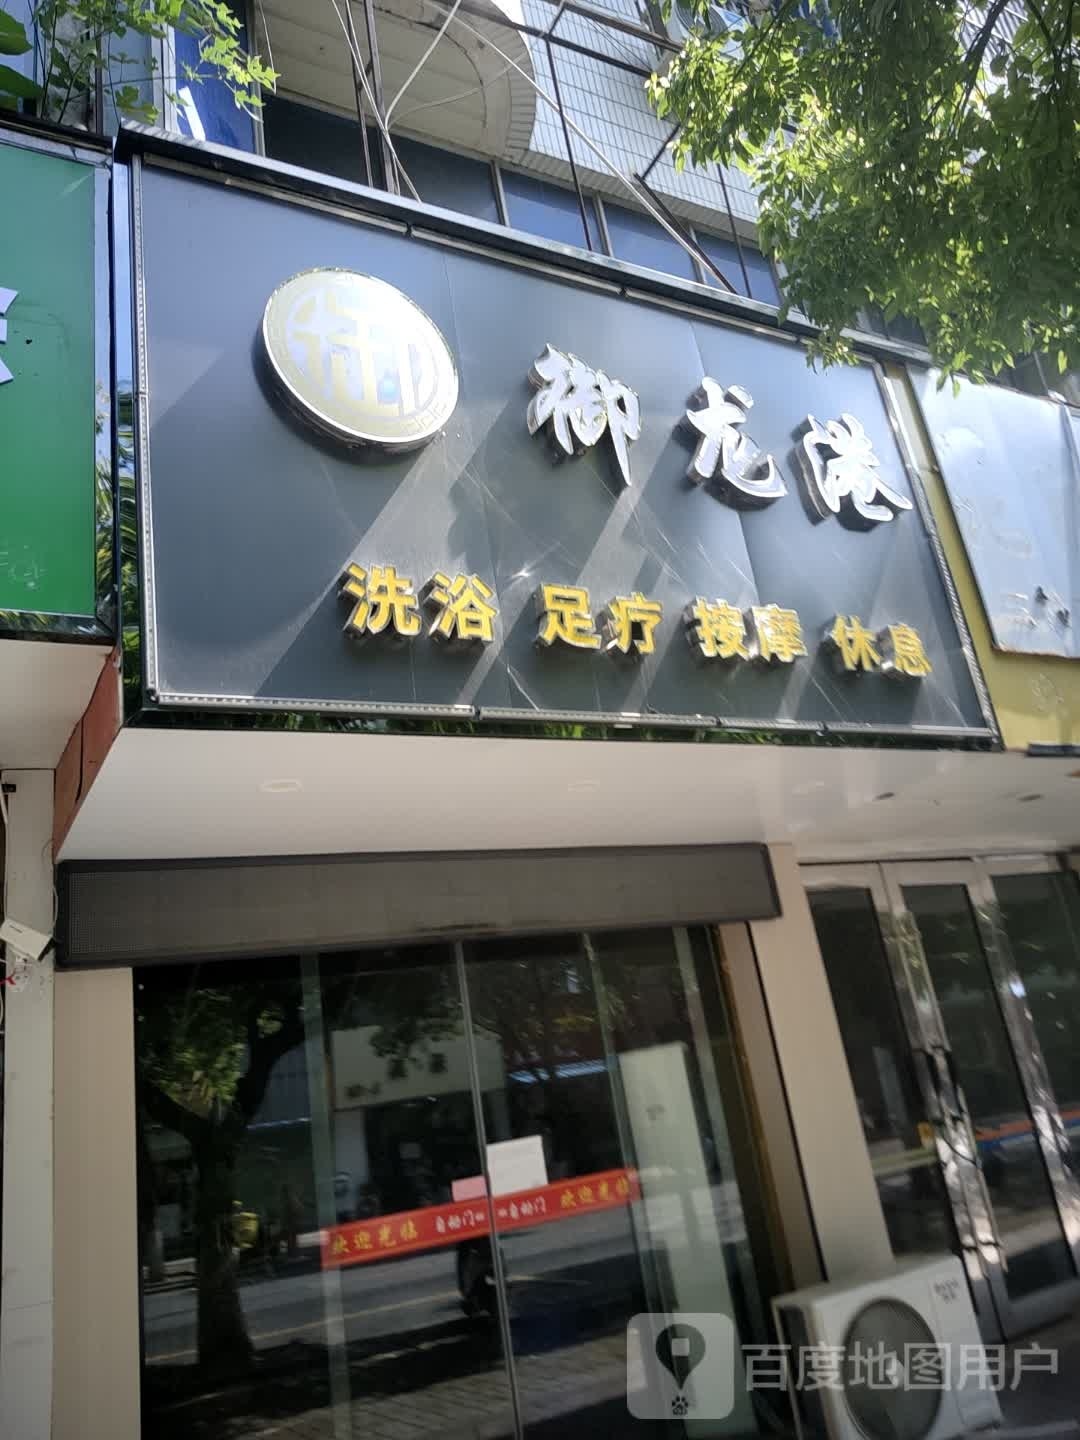 御
御龙港
洗浴 足疗 按摩 休息
欢迎光临 自动门 自动门 欢迎光临
百度地图用户